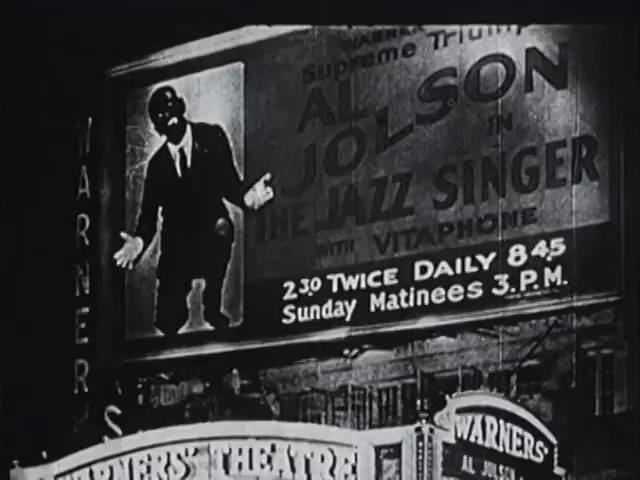 WARNER
Supreme Triumph
AL
JOLSON
IN
THE JAZZ SINGER
WITH VITAPHONE
2.30 TWICE DAILY 8.45
Sunday Matinees 3.P.M.
WARNERS
WARNERS' THEATRE
WARNERS'
AL JOLSON